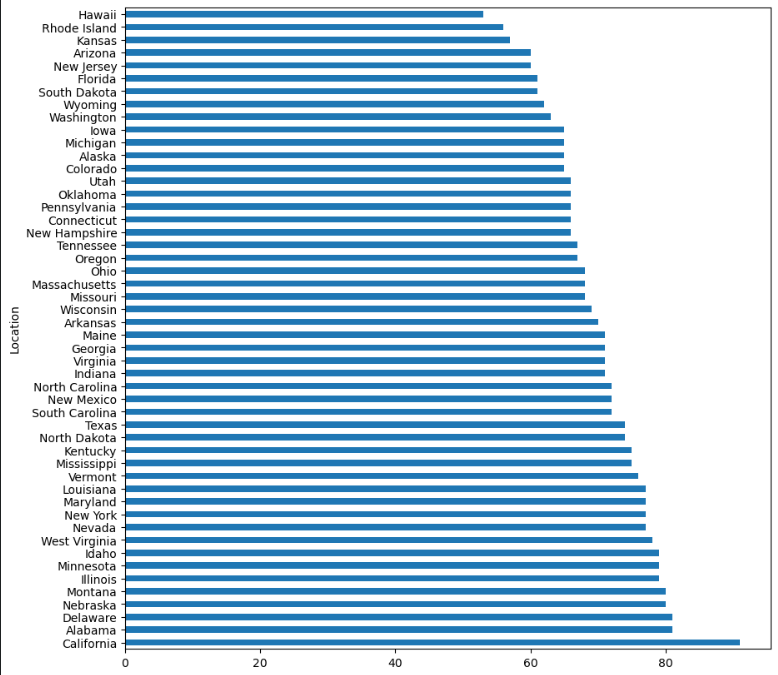 Hawaii
Rhode Island
Kansas
Arizona
New Jersey
Florida
South Dakota
Wyoming
Washington
Iowa
Michigan
Alaska
Colorado
Utah
Oklahoma
Pennsylvania
Connecticut
New Hampshire
Tennessee
Oregon
Ohio
Massachusetts
Missouri
Wisconsin
Arkansas
Maine
Georgia
Virginia
Indiana
North Carolina
New Mexico
South Carolina
Texas
North Dakota
Kentucky
Mississippi
Vermont
Louisiana
Maryland
New York
Nevada
West Virginia
Idaho
Minnesota
Illinois
Montana
Nebraska
Delaware
Alabama
California
Location
0 20 40 60 80